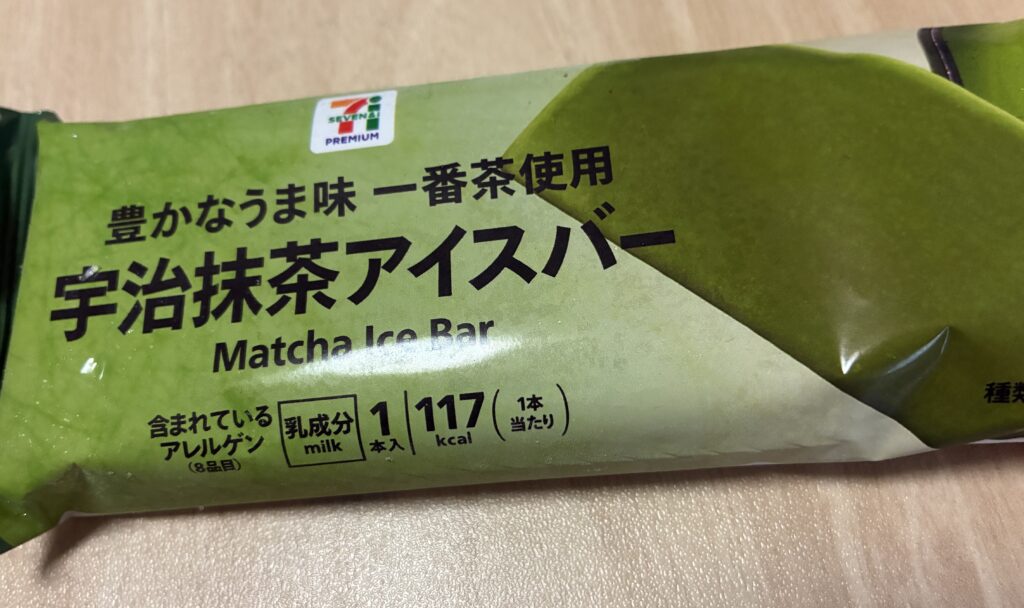 7i
SEVEN&i
PREMIUM
豊かなうま味 一番茶使用
宇治抹茶アイスバー
Matcha Ice Bar
含まれている
アレルゲン
(8品目)
乳成分
milk
1
本入
117
kcal
(1本
当たり)
種類